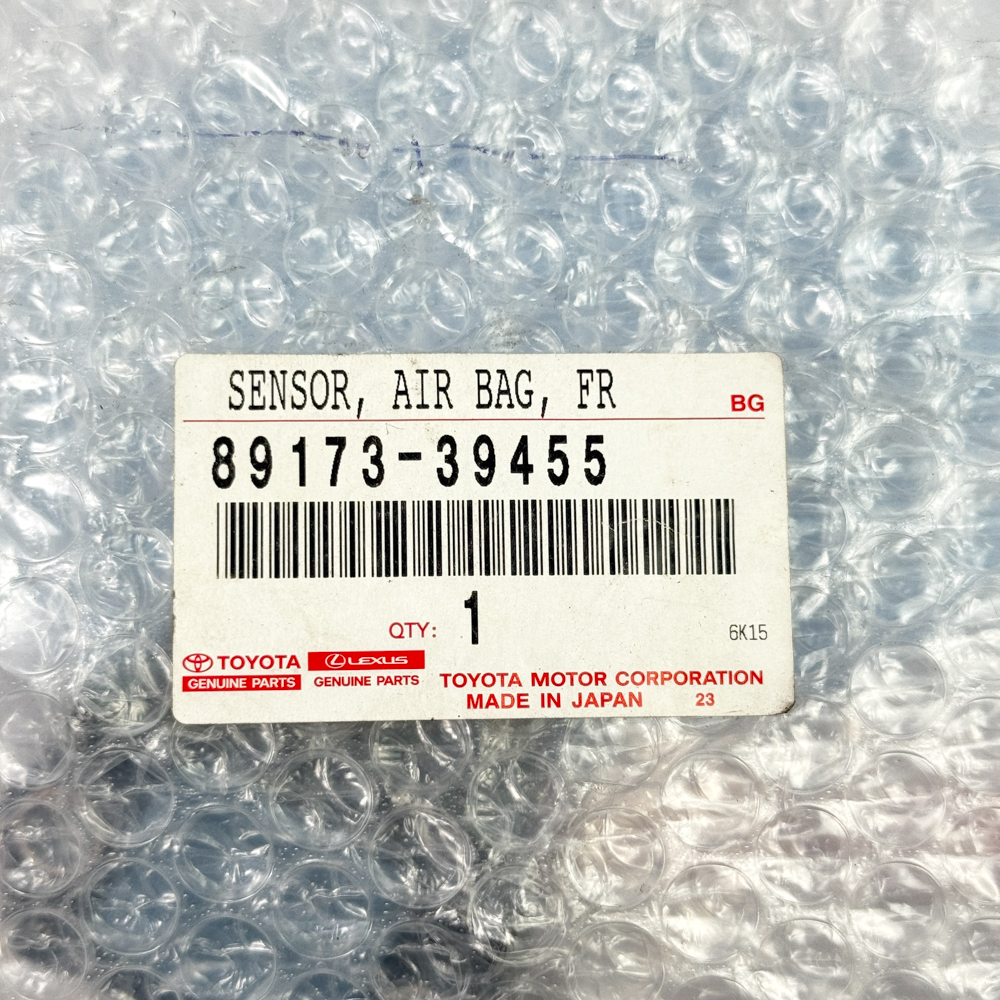 SENSOR, AIR BAG, FR
BG
89173-39455
QTY: 1
6K15
TOYOTA
GENUINE PARTS
LEXUS
GENUINE PARTS
TOYOTA MOTOR CORPORATION
MADE IN JAPAN 23